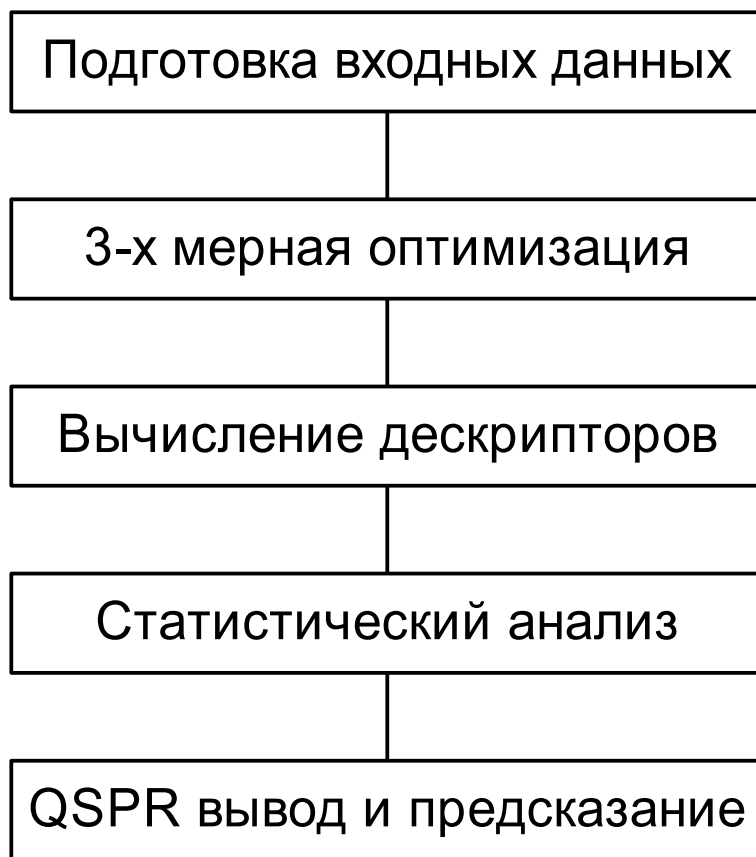 Подготовка входных данных
3-х мерная оптимизация
Вычисление дескрипторов
Статистический анализ
QSPR вывод и предсказание